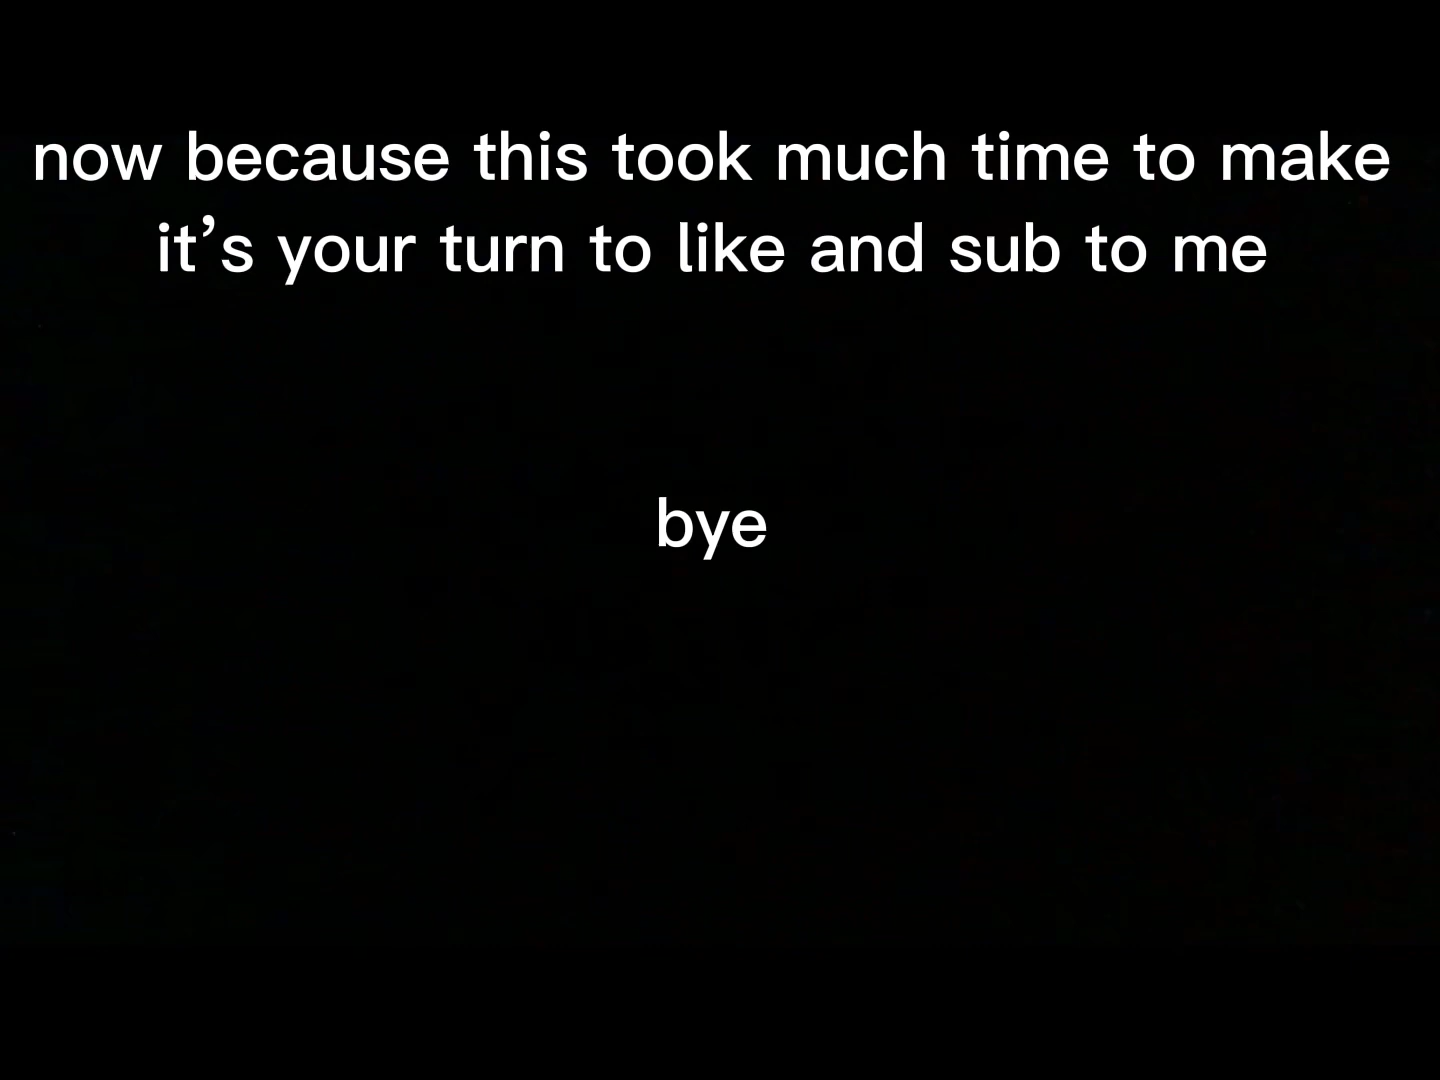 now because this took much time to make
it’s your turn to like and sub to me
bye